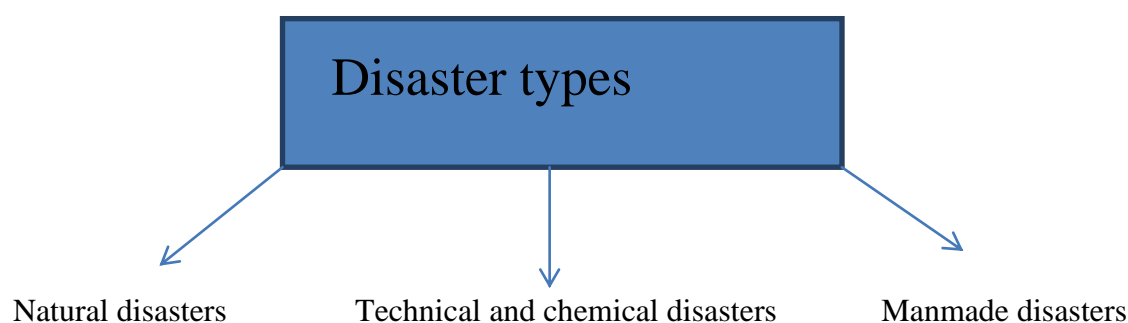 Disaster types
Natural disasters
Technical and chemical disasters
Manmade disasters